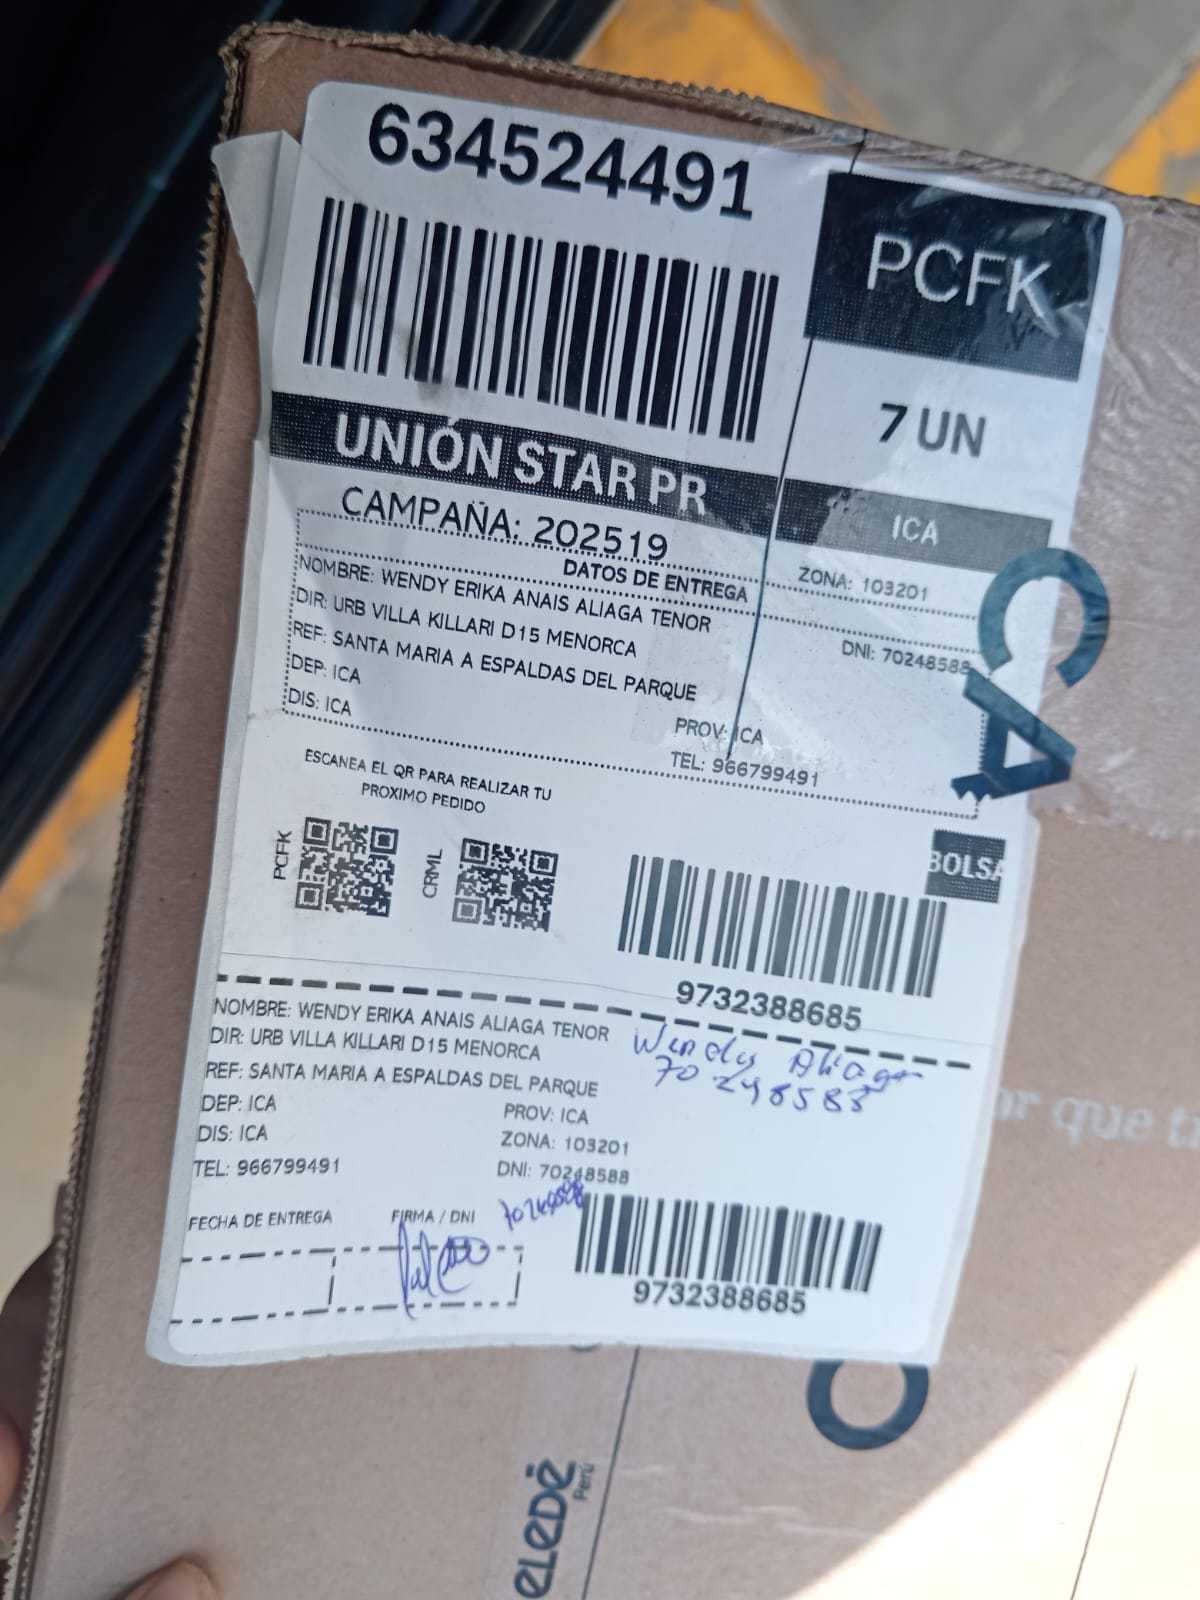 634524491
PCFK
7 UN
UNIÓN STAR PR
ICA
CAMPAÑA: 202519
DATOS DE ENTREGA
ZONA: 103201
NOMBRE: WENDY ERIKA ANAIS ALIAGA TENOR
DIR: URB VILLA KILLARI D15 MENORCA
DNI: 70248588
REF: SANTA MARIA A ESPALDAS DEL PARQUE
DEP: ICA
PROV: ICA
DIS: ICA
TEL: 966799491
ESCANEA EL QR PARA REALIZAR TU
PROXIMO PEDIDO
PCFK
CRML
BOLSA
9732388685
NOMBRE: WENDY ERIKA ANAIS ALIAGA TENOR
DIR: URB VILLA KILLARI D15 MENORCA
Wendy Aliaga
REF: SANTA MARIA A ESPALDAS DEL PARQUE
DEP: ICA
PROV: ICA
DIS: ICA
ZONA: 103201
TEL: 966799491
DNI: 70248588
FECHA DE ENTREGA
FIRMA / DNI
9732388685
que
eLeDë
Perú